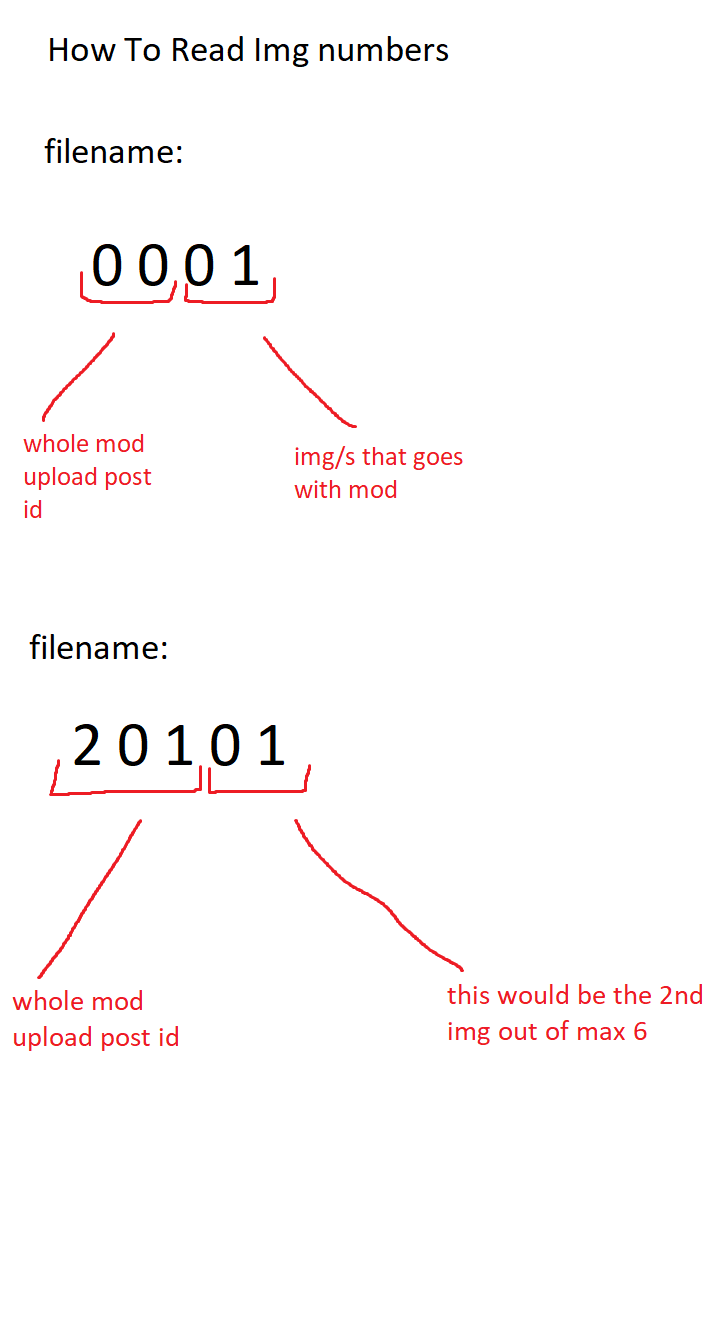 How To Read Img numbers
filename:
0 0 0 1
whole mod
upload post
id
img/s that goes
with mod
filename:
2 0 1 0 1
whole mod
upload post id
this would be the 2nd
img out of max 6